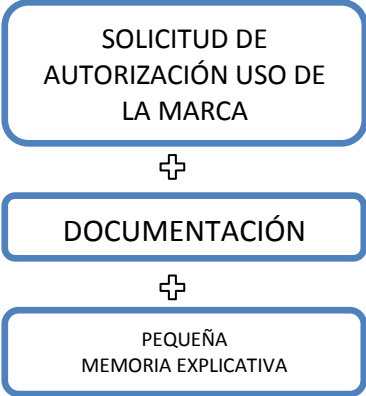 SOLICITUD DE
AUTORIZACIÓN USO DE
LA MARCA
DOCUMENTACIÓN
PEQUEÑA
MEMORIA EXPLICATIVA